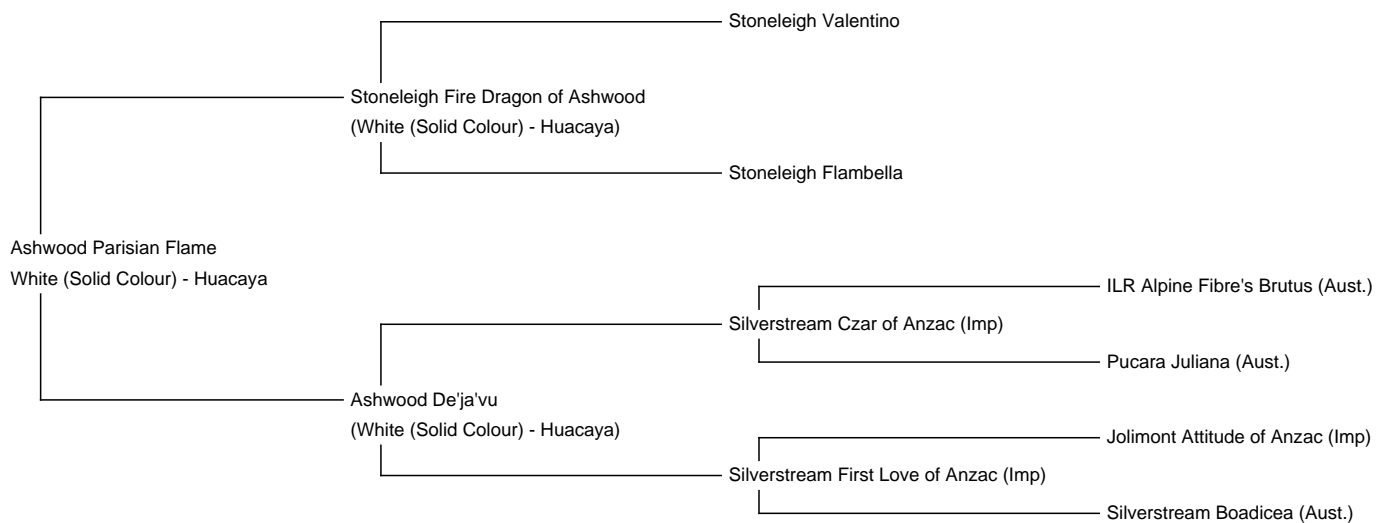 Stoneleigh Valentino
Stoneleigh Fire Dragon of Ashwood
(White (Solid Colour) - Huacaya)
Stoneleigh Flambella
Ashwood Parisian Flame
White (Solid Colour) - Huacaya
ILR Alpine Fibre's Brutus (Aust.)
Silverstream Czar of Anzac (Imp)
Pucara Juliana (Aust.)
Ashwood De'ja'vu
(White (Solid Colour) - Huacaya)
Jolimont Attitude of Anzac (Imp)
Silverstream First Love of Anzac (Imp)
Silverstream Boadicea (Aust.)